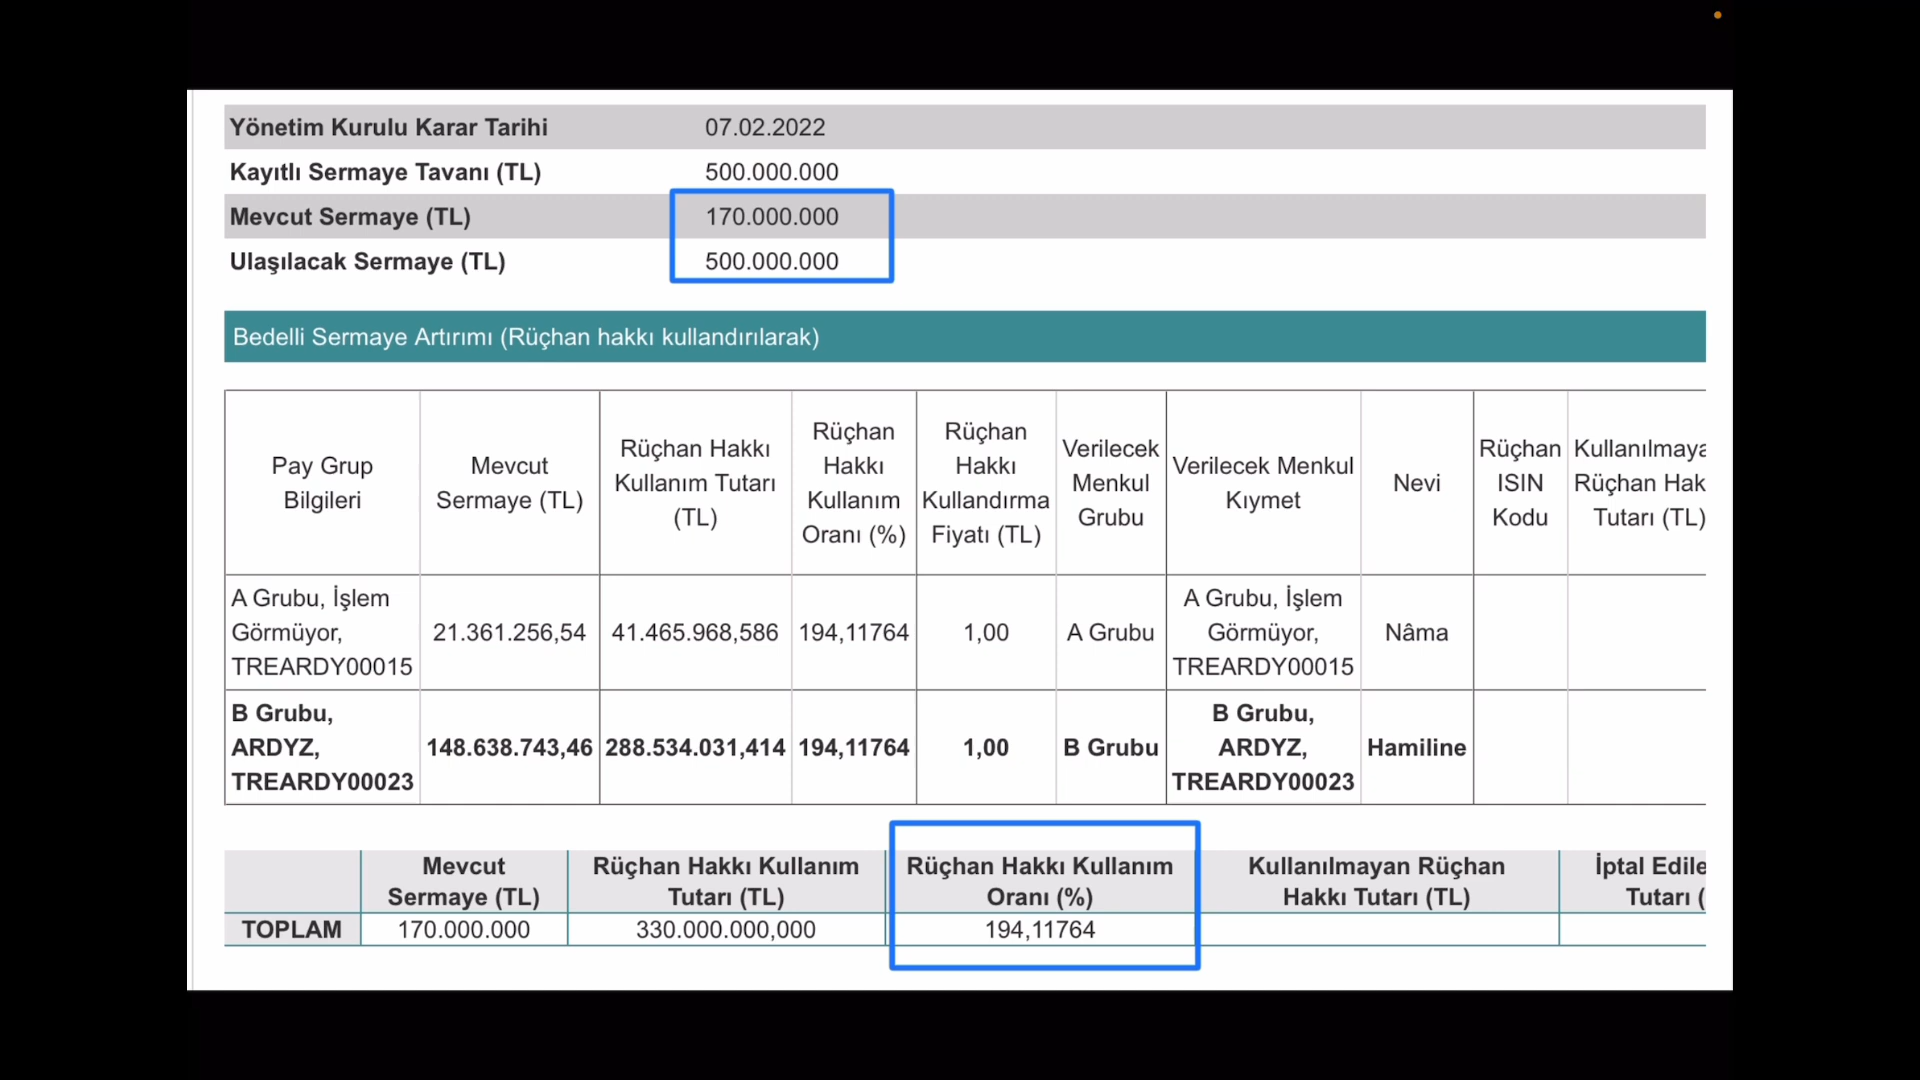 Yönetim Kurulu Karar Tarihi 07.02.2022
Kayıtlı Sermaye Tavanı (TL) 500.000.000
Mevcut Sermaye (TL) 170.000.000
Ulaşılacak Sermaye (TL) 500.000.000
Bedelli Sermaye Artırımı (Rüçhan hakkı kullandırılarak)
Pay Grup
Bilgileri
Mevcut
Sermaye (TL)
Rüçhan Hakkı
Kullanım Tutarı
(TL)
Rüçhan
Hakkı
Kullanım
Oranı (%)
Rüçhan
Hakkı
Kullandırma
Fiyatı (TL)
Verilecek
Menkul
Grubu
Verilecek Menkul
Kıymet
Nevi
Rüçhan
ISIN
Kodu
Kullanılmaya
Rüçhan Hak
Tutarı (TL)
A Grubu, İşlem
Görmüyor,
TREARDY00015
21.361.256,54
41.465.968,586
194,11764
1,00
A Grubu
A Grubu, İşlem
Görmüyor,
TREARDY00015
Nâma
B Grubu,
ARDYZ,
TREARDY00023
148.638.743,46
288.534.031,414
194,11764
1,00
B Grubu
B Grubu,
ARDYZ,
TREARDY00023
Hamiline
Mevcut
Sermaye (TL)
Rüçhan Hakkı Kullanım
Tutarı (TL)
Rüçhan Hakkı Kullanım
Oranı (%)
Kullanılmayan Rüçhan
Hakkı Tutarı (TL)
İptal Edile
Tutarı (
TOPLAM 170.000.000 330.000.000,000 194,11764